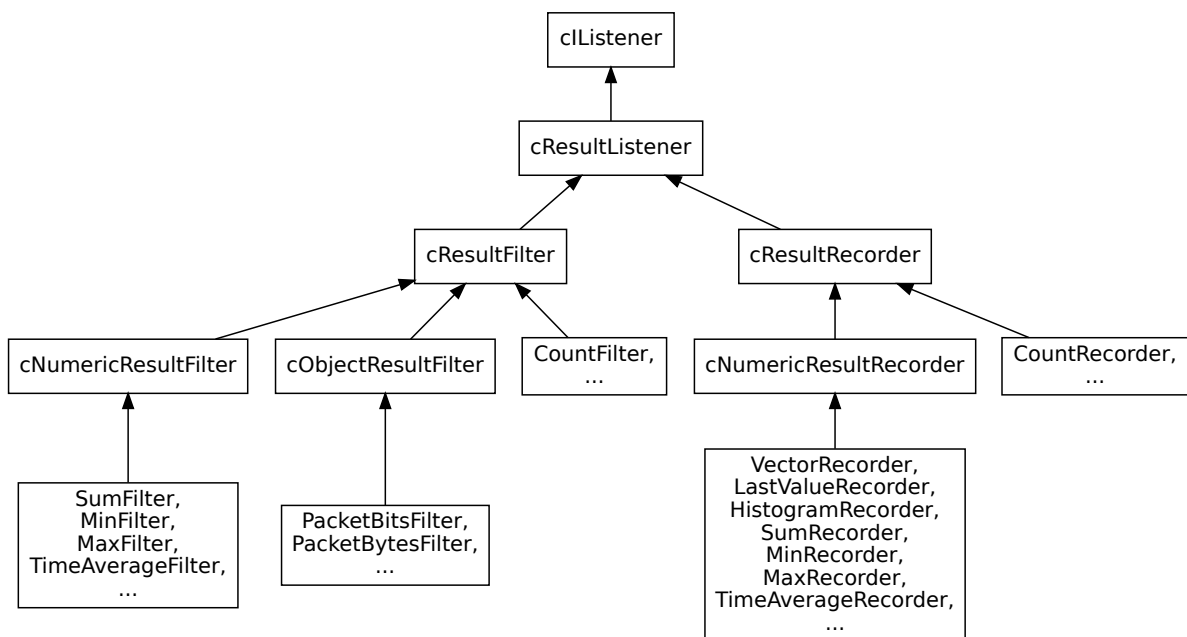 cIListener
cResultListener
cResultFilter
cResultRecorder
cNumericResultFilter
cObjectResultFilter
CountFilter,
...
cNumericResultRecorder
CountRecorder,
...
SumFilter,
MinFilter,
MaxFilter,
TimeAverageFilter,
...
PacketBitsFilter,
PacketBytesFilter,
...
VectorRecorder,
LastValueRecorder,
HistogramRecorder,
SumRecorder,
MinRecorder,
MaxRecorder,
TimeAverageRecorder,
...